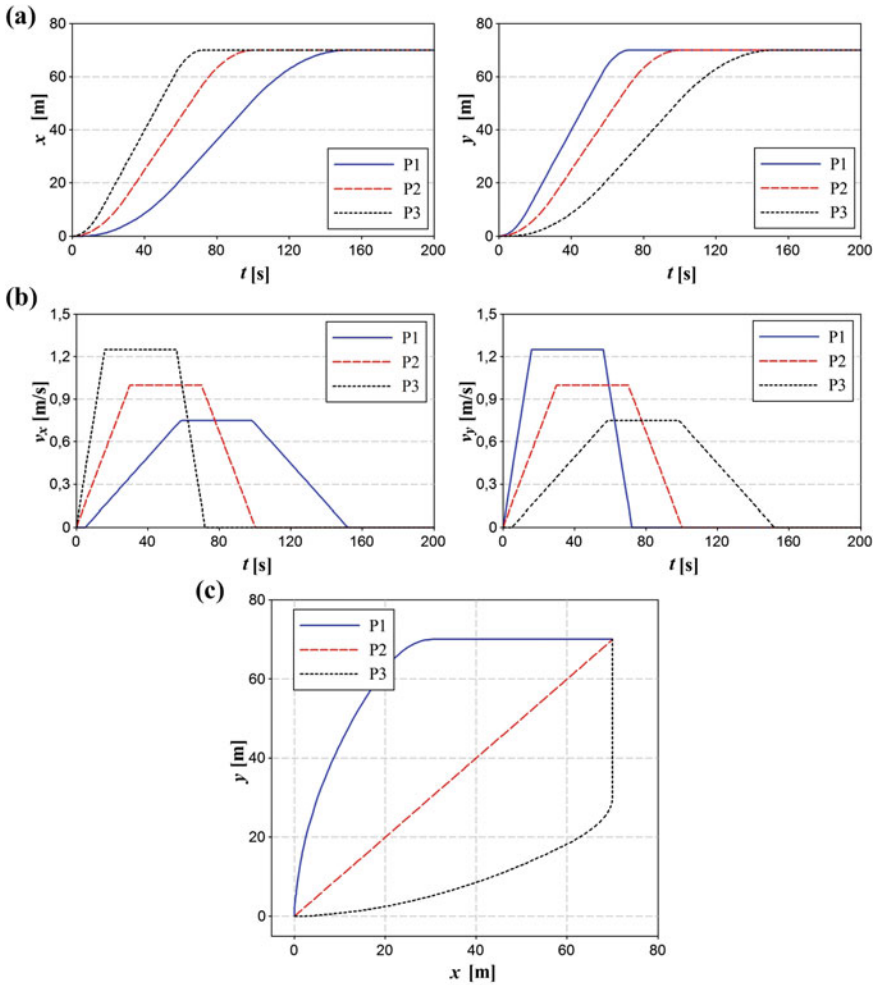 (a)
80
60
40
20
0
x [m]
0 40 80 120 160 200
t [s]
P1
P2
P3
80
60
40
20
0
y [m]
0 40 80 120 160 200
t [s]
P1
P2
P3
(b)
1,5
1,2
0,9
0,6
0,3
0
vx [m/s]
0 40 80 120 160 200
t [s]
P1
P2
P3
1,5
1,2
0,9
0,6
0,3
0
vy [m/s]
0 40 80 120 160 200
t [s]
P1
P2
P3
(c)
80
60
40
20
0
y [m]
0 20 40 60 80
x [m]
P1
P2
P3